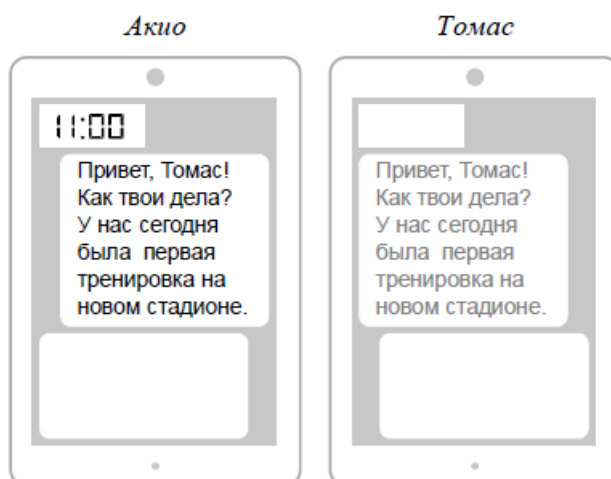 Акио
Томас
11:00
Привет, Томас!
Как твои дела?
У нас сегодня
была первая
тренировка на
новом стадионе.
Привет, Томас!
Как твои дела?
У нас сегодня
была первая
тренировка на
новом стадионе.